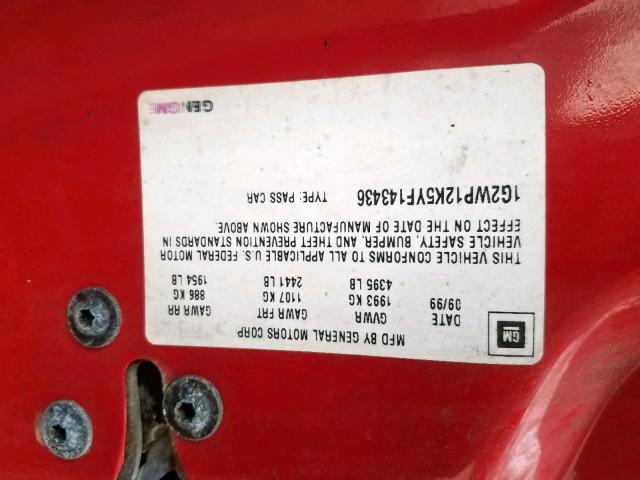 GM
MFD BY GENERAL MOTORS CORP
DATE GVWR GAWR FRT GAWR RR
09/99 1993 KG 1107 KG 886 KG
4395 LB 2441 LB 1954 LB
THIS VEHICLE CONFORMS TO ALL APPLICABLE U.S. FEDERAL MOTOR
VEHICLE SAFETY, BUMPER, AND THEFT PREVENTION STANDARDS IN
EFFECT ON THE DATE OF MANUFACTURE SHOWN ABOVE.
1G2WP12K5YF143436 TYPE: PASS CAR